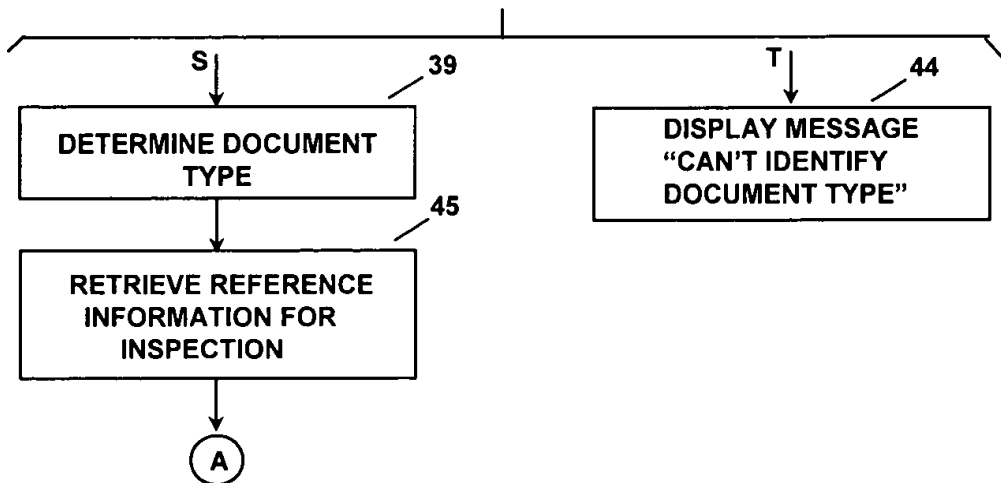 S
39
DETERMINE DOCUMENT
TYPE
45
RETRIEVE REFERENCE
INFORMATION FOR
INSPECTION
A
T
44
DISPLAY MESSAGE
“CAN'T IDENTIFY
DOCUMENT TYPE”